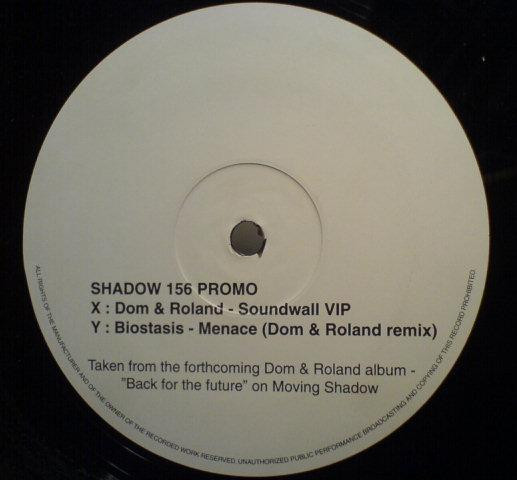 SHADOW 156 PROMO
X : Dom & Roland - Soundwall VIP
Y : Biostasis - Menace (Dom & Roland remix)
Taken from the forthcoming Dom & Roland album -
"Back for the future" on Moving Shadow
ALL RIGHTS OF THE MANUFACTURER AND OF THE OWNER OF THE RECORDED WORK RESERVED. UNAUTHORIZED PUBLIC PERFORMANCE BROADCASTING AND COPYING OF THIS RECORD PROHIBITED.